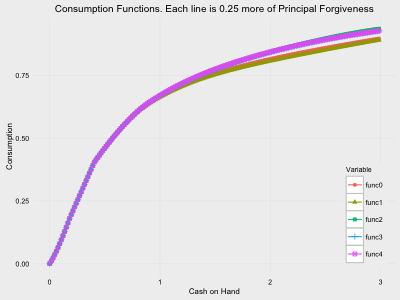 Consumption Functions. Each line is 0.25 more of Principal Forgiveness
Consumption
0.75
0.50
0.25
0.00
0
1
2
3
Cash on Hand
Variable
func0
func1
func2
func3
func4